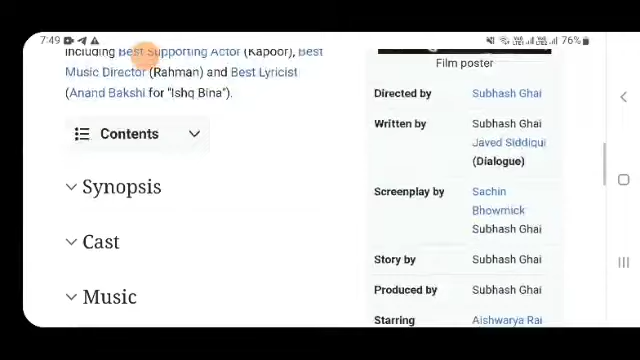 7:49
76%
including Best Supporting Actor (Kapoor), Best
Music Director (Rahman) and Best Lyricist
(Anand Bakshi for "Ishq Bina").
Contents
Synopsis
Cast
Music
Film poster
Directed by Subhash Ghai
Written by Subhash Ghai
Javed Siddiqui
(Dialogue)
Screenplay by Sachin
Bhowmick
Subhash Ghai
Story by Subhash Ghai
Produced by Subhash Ghai
Starring Aishwarya Rai